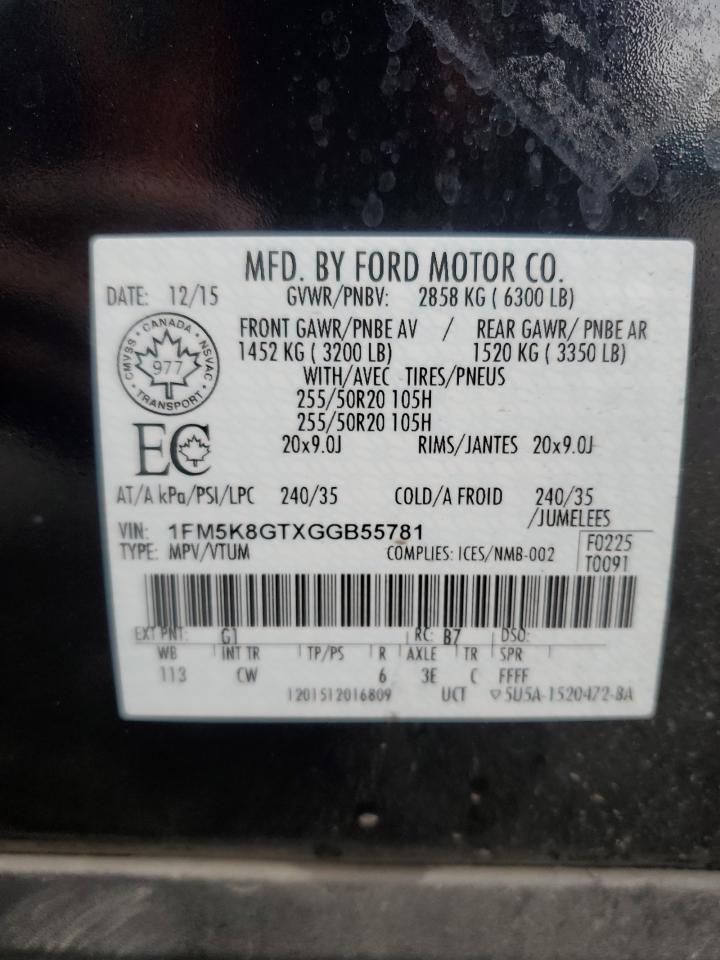 MFD. BY FORD MOTOR CO.
DATE: 12/15 GVWR/PNBV: 2858 KG ( 6300 LB)
FRONT GAWR/PNBE AV / REAR GAWR/ PNBE AR
1452 KG ( 3200 LB) 1520 KG ( 3350 LB)
WITH/AVEC TIRES/PNEUS
255/50R20 105H
255/50R20 105H
20x9.0J RIMS/JANTES 20x9.0J
CANADA
CMVSS NSVAC
977
TRANSPORT
EC
AT/A kPa/PSI/LPC 240/35 COLD/A FROID 240/35
/JUMELEES
VIN: 1FM5K8GTXGGB55781
TYPE: MPV/VTUM COMPLIES: ICES/NMB-002
F0225
T0091
EXT PNT: G1 RC: B7 DSO:
WB INT TR TP/PS R AXLE TR SPR
113 CW 6 3E C FFFF
1201512016809 UCT ▽5U5A-1520472-BA